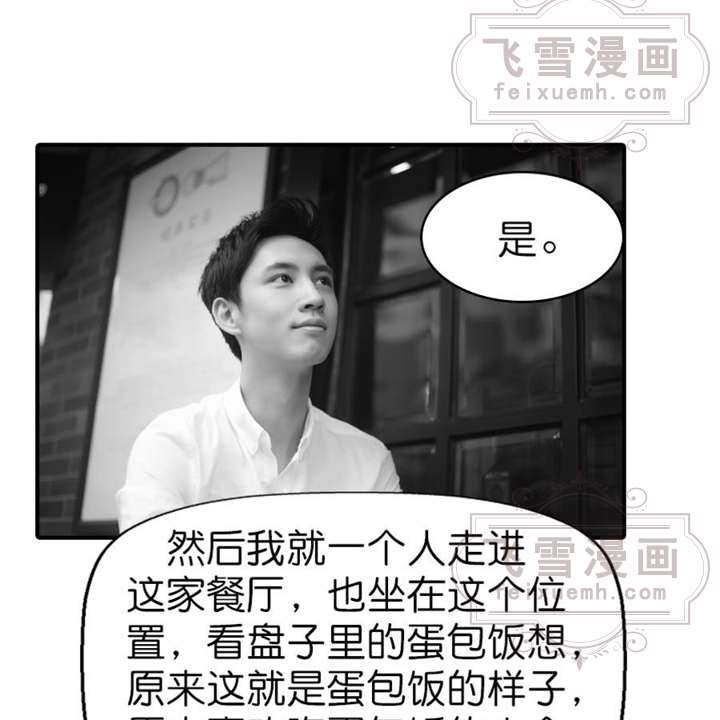 飞雪漫画
feixuemh.com
是。
然后我就一个人走进
这家餐厅，也坐在这个位
置，看盘子里的蛋包饭想，
原来这就是蛋包饭的样子，
飞雪漫画
feixuemh.com